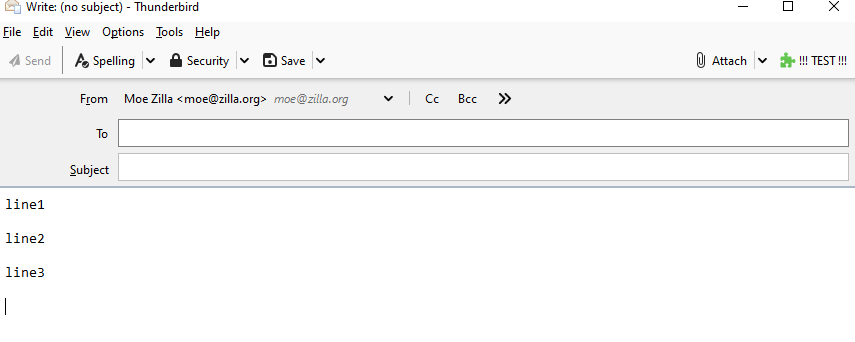 Write: (no subject) - Thunderbird
File Edit View Options Tools Help
Send Spelling Security Save Attach !!! TEST !!!
From Moe Zilla <moe@zilla.org> moe@zilla.org Cc Bcc
To
Subject
line1
line2
line3